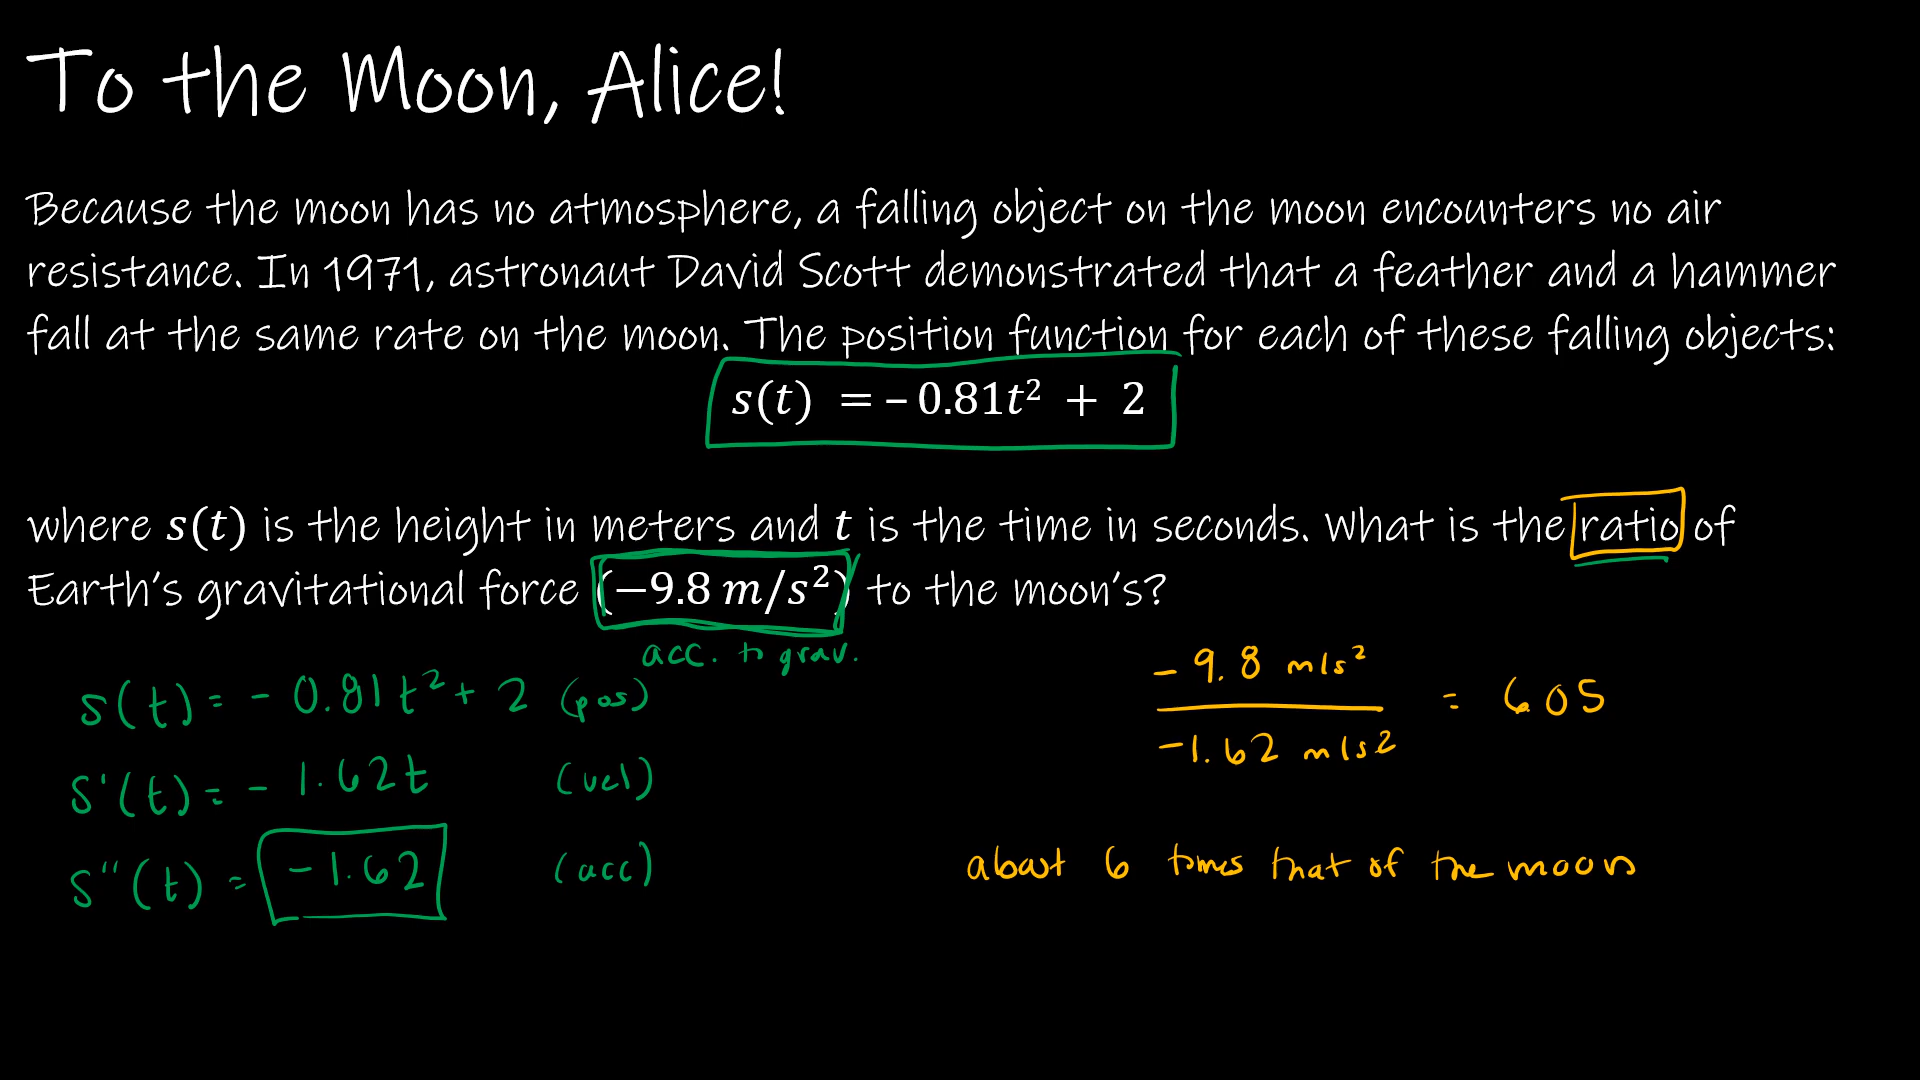 To the Moon, Alice!
Because the moon has no atmosphere, a falling object on the moon encounters no air
resistance. In 1971, astronaut David Scott demonstrated that a feather and a hammer
fall at the same rate on the moon. The position function for each of these falling objects:
s(t) = – 0.81t² + 2
where s(t) is the height in meters and t is the time in seconds. What is the ratio of
Earth's gravitational force (−9.8 m/s²) to the moon's?
acc. to grav.
s(t) = - 0.81t² + 2 (pos)
s'(t) = - 1.62t (vel)
s"(t) = -1.62 (acc)
-9.8 m/s²
-1.62 m/s²
= 6.05
about 6 times that of the moons